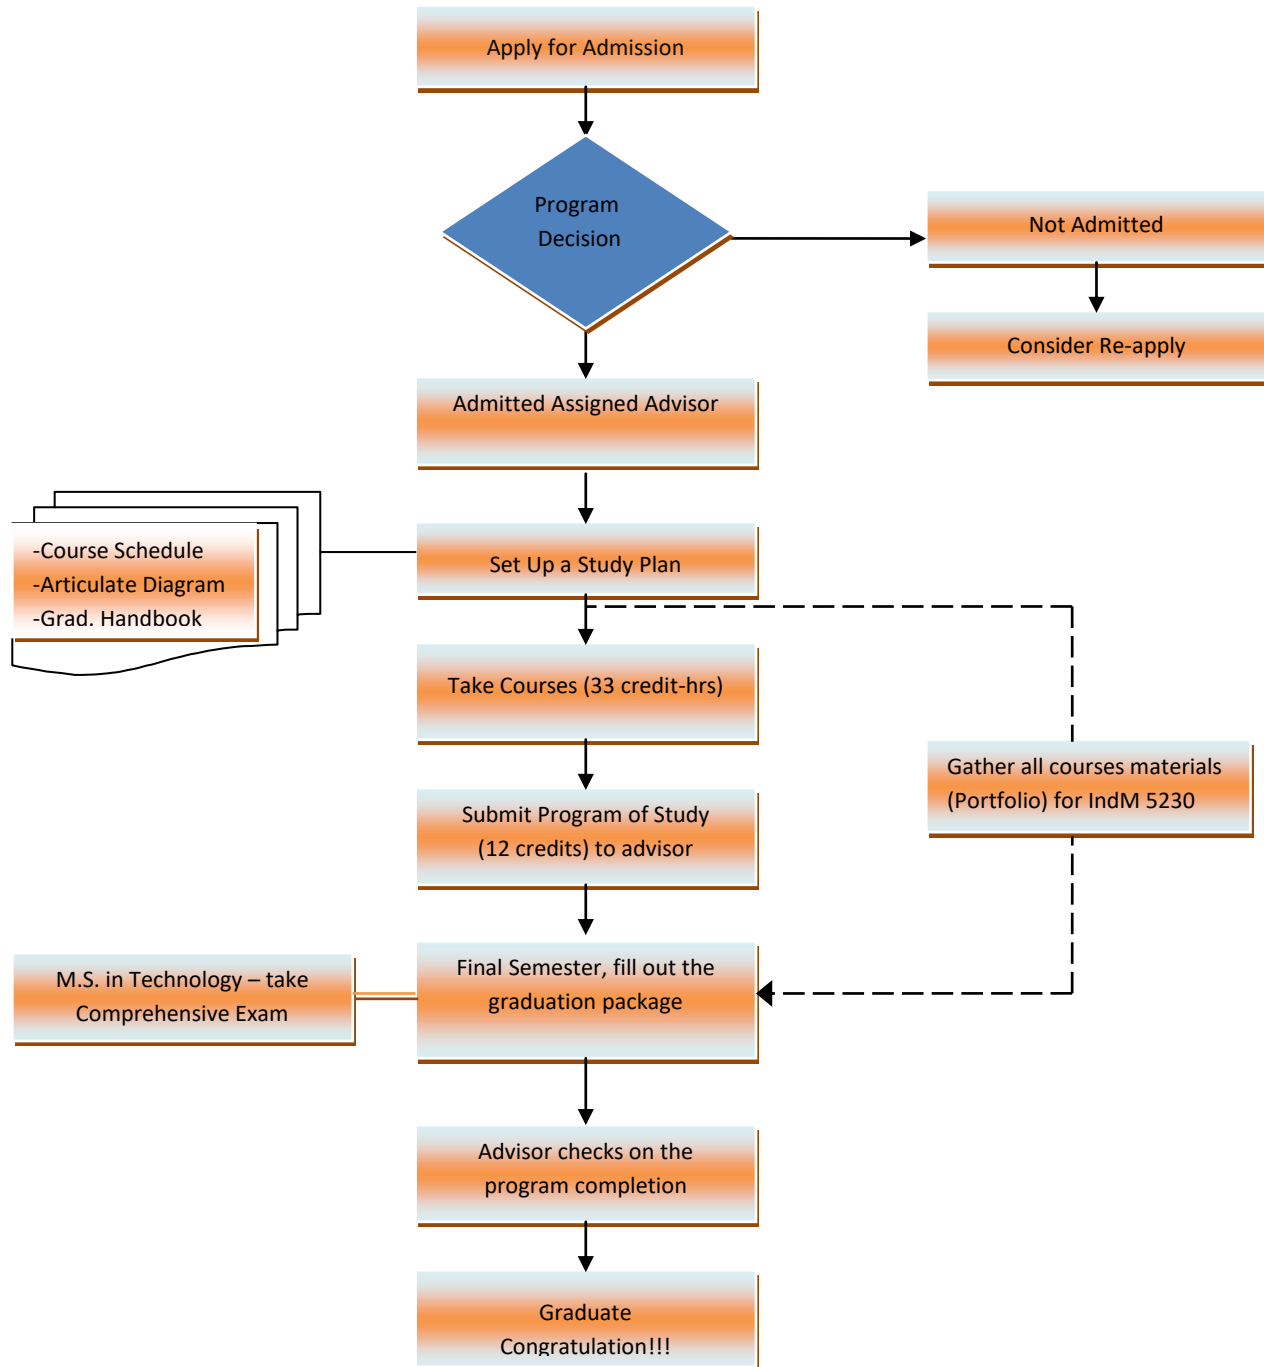 Apply for Admission
Program
Decision
Not Admitted
Consider Re-apply
Admitted Assigned Advisor
-Course Schedule
-Articulate Diagram
-Grad. Handbook
Set Up a Study Plan
Take Courses (33 credit-hrs)
Gather all courses materials
(Portfolio) for IndM 5230
Submit Program of Study
(12 credits) to advisor
M.S. in Technology – take
Comprehensive Exam
Final Semester, fill out the
graduation package
Advisor checks on the
program completion
Graduate
Congratulation!!!